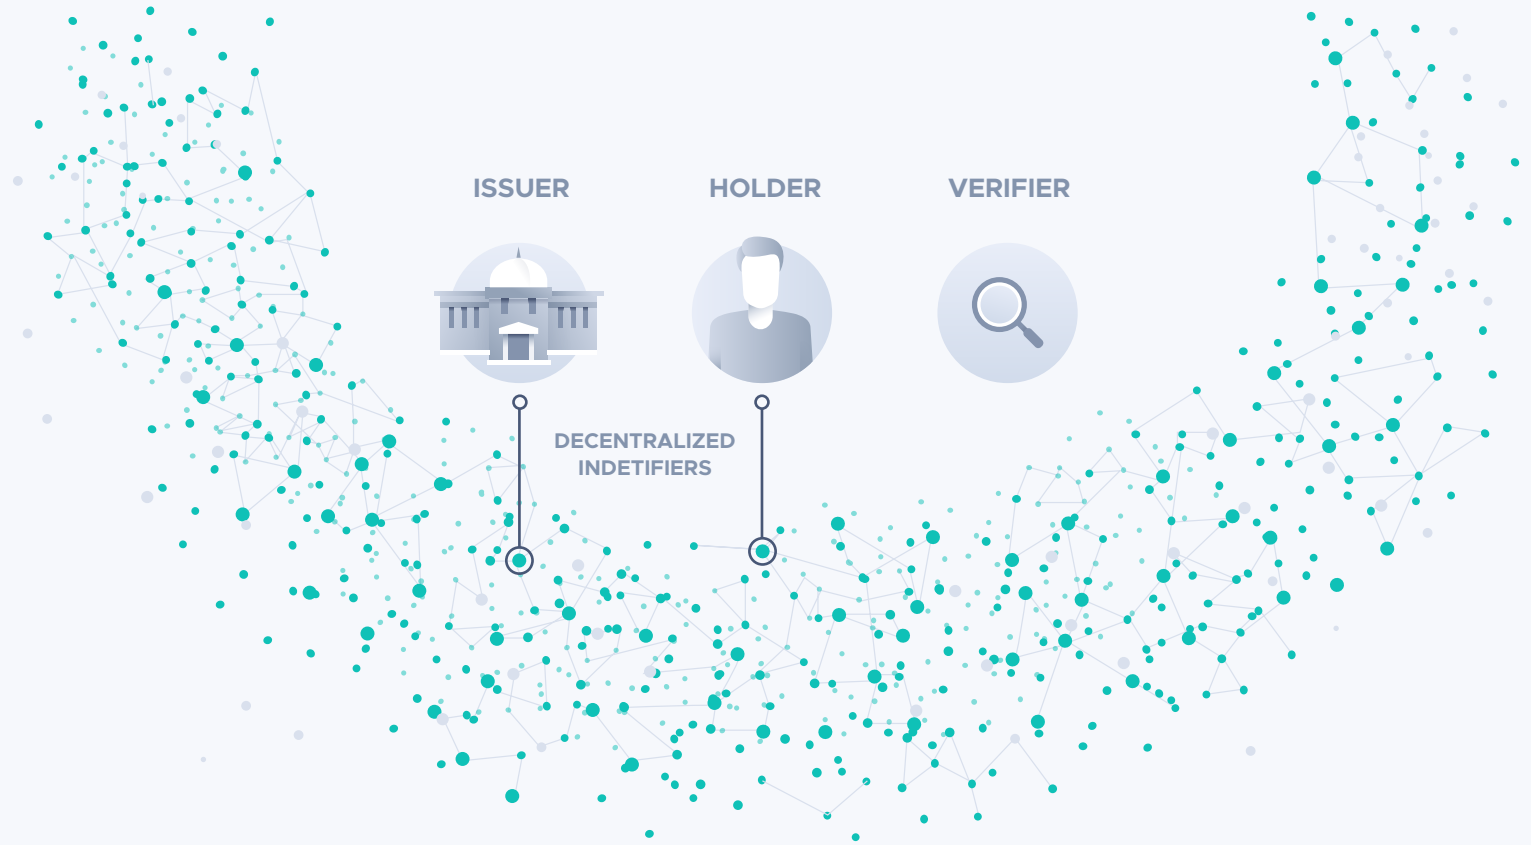 ISSUER
HOLDER
VERIFIER
DECENTRALIZED
INDETIFIERS